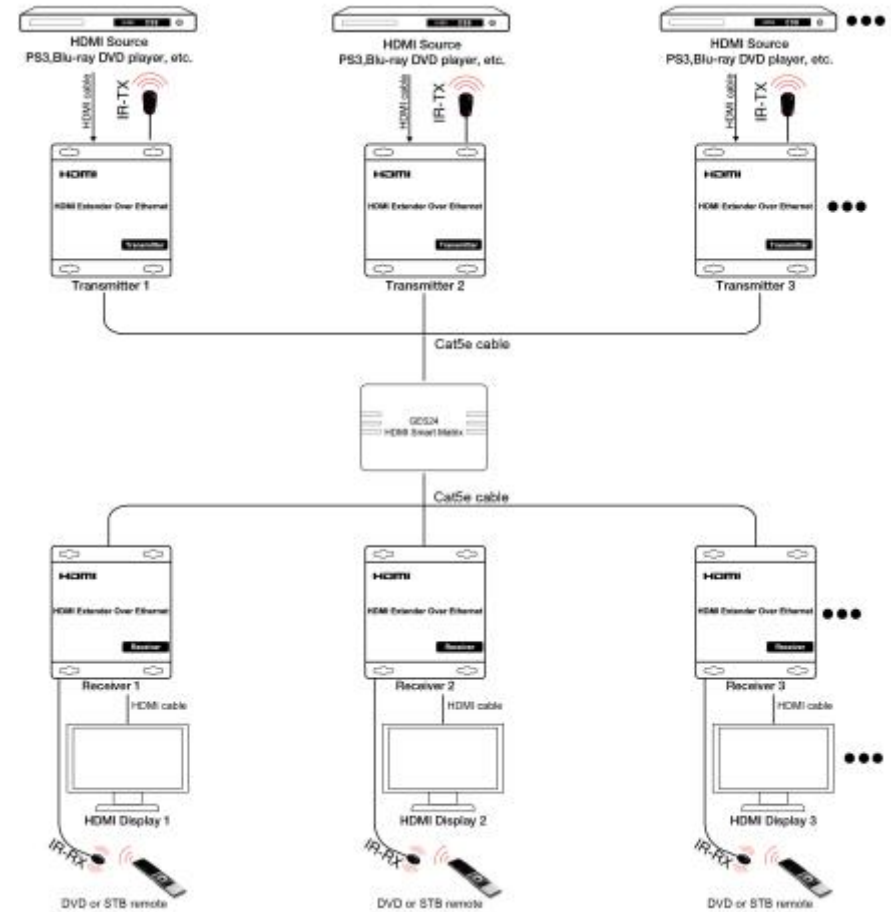 HDMI Source
PS3,Blu-ray DVD player, etc.
HDMI Source
PS3,Blu-ray DVD player, etc.
HDMI Source
PS3,Blu-ray DVD player, etc.
HDMI cable
IR-TX
HDMI cable
IR-TX
HDMI cable
IR-TX
HDMI
HDMI Extender Over Ethernet
Transmitter
HDMI
HDMI Extender Over Ethernet
Transmitter
HDMI
HDMI Extender Over Ethernet
Transmitter
Transmitter 1
Transmitter 2
Transmitter 3
Cat5e cable
GES24
HDMI Smart Matrix
Cat5e cable
HDMI
HDMI Extender Over Ethernet
Receiver
HDMI
HDMI Extender Over Ethernet
Receiver
HDMI
HDMI Extender Over Ethernet
Receiver
Receiver 1
Receiver 2
Receiver 3
HDMI cable
HDMI cable
HDMI cable
HDMI Display 1
HDMI Display 2
HDMI Display 3
IR-RX
IR-RX
IR-RX
DVD or STB remote
DVD or STB remote
DVD or STB remote